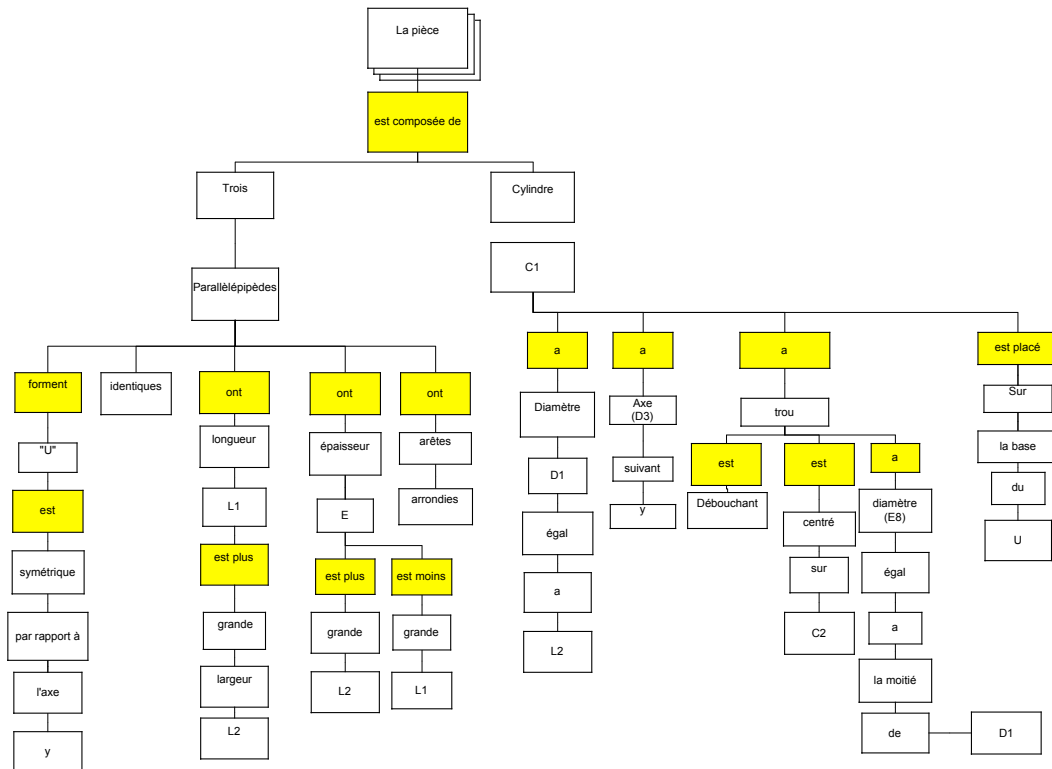 La pièce
est composée de
Trois
Cylindre
Parallèlépipèdes
C1
a
a
a
est placé
forment
identiques
ont
ont
ont
Diamètre
Axe
(D3)
trou
Sur
"U"
longueur
épaisseur
arêtes
D1
suivant
est
est
a
la base
est
L1
E
arrondies
égal
y
Débouchant
centré
diamètre
(E8)
du
symétrique
est plus
est plus
est moins
a
sur
égal
U
par rapport à
grande
grande
grande
L2
C2
a
l'axe
largeur
L2
L1
la moitié
y
L2
de
D1